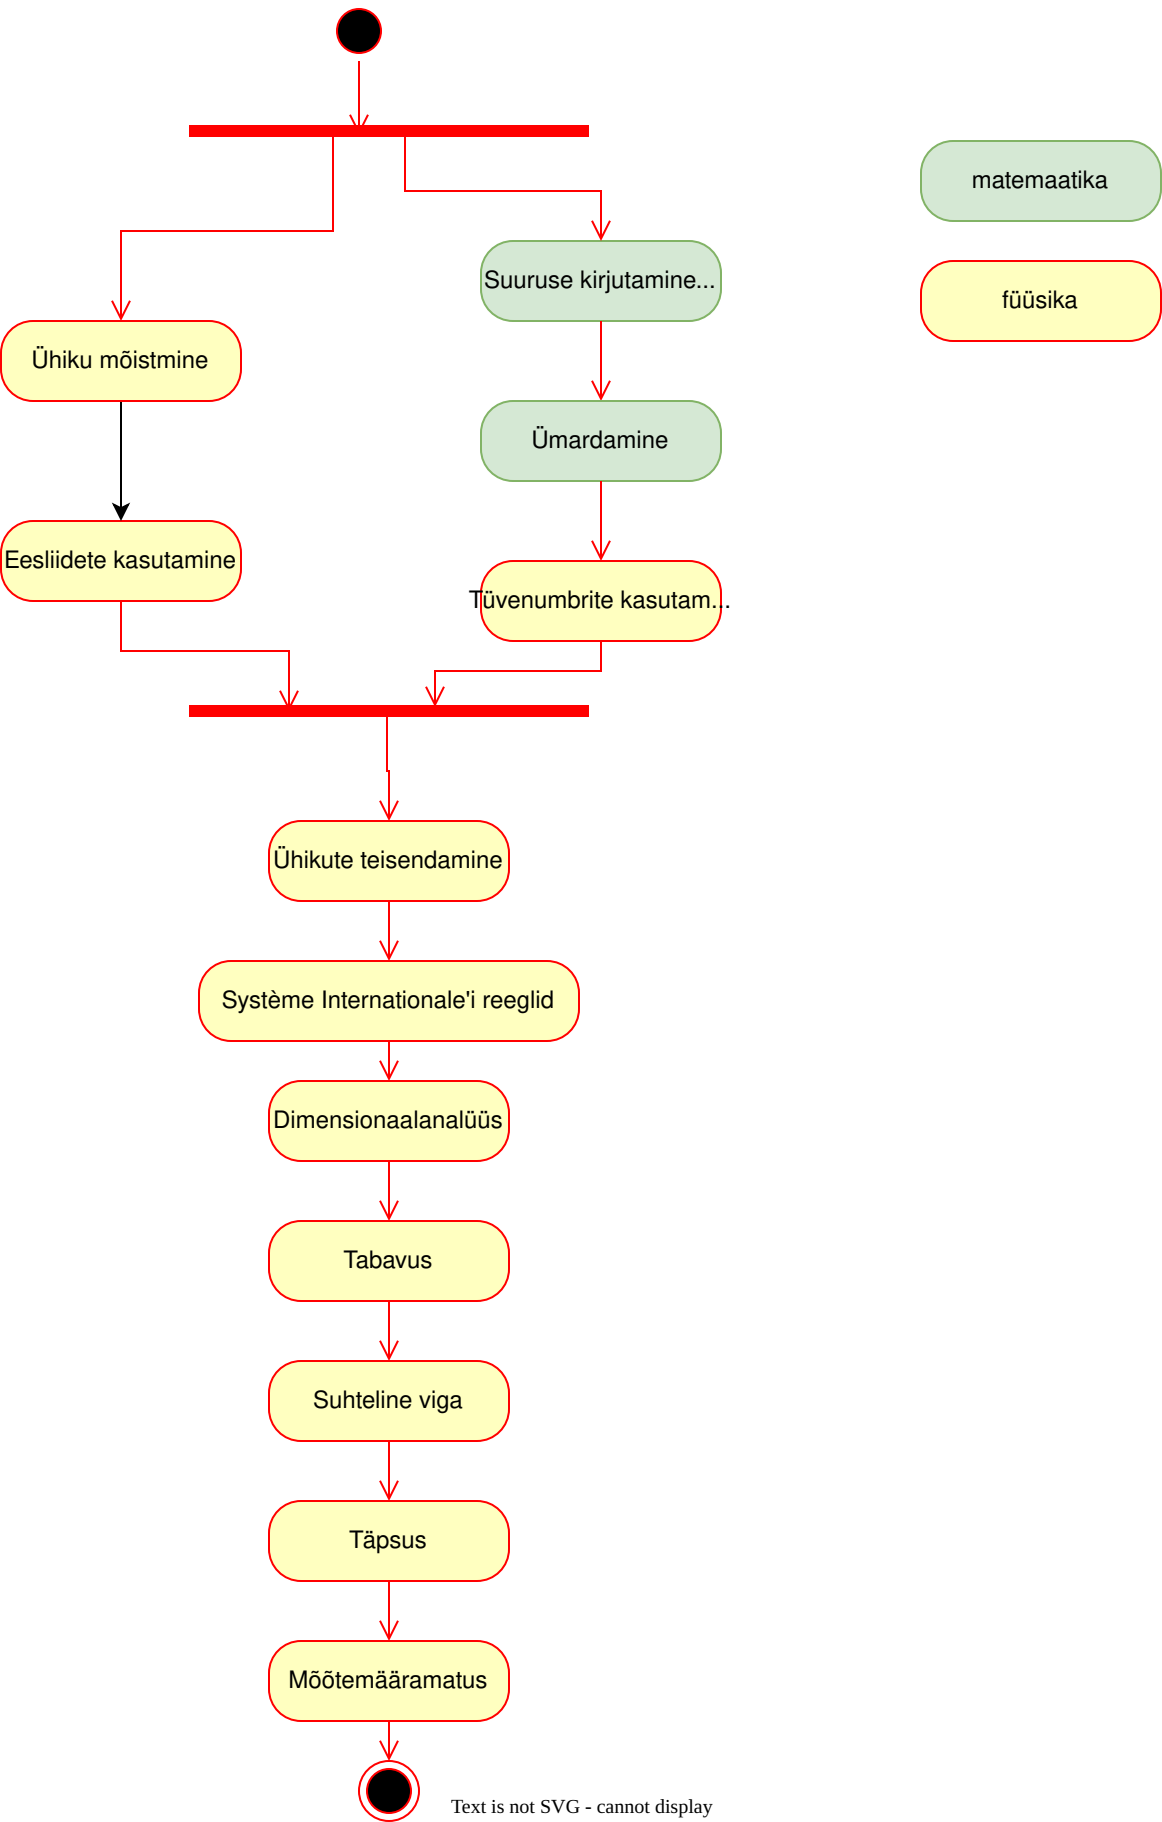 matemaatika
Suuruse kirjutamine...
füüsika
Ühiku mõistmine
Ümardamine
Eesliidete kasutamine
Tüvenumbrite kasutam...
Ühikute teisendamine
Système Internationale'i reeglid
Dimensionaalanalüüs
Tabavus
Suhteline viga
Täpsus
Mõõtemääramatus
Text is not SVG - cannot display